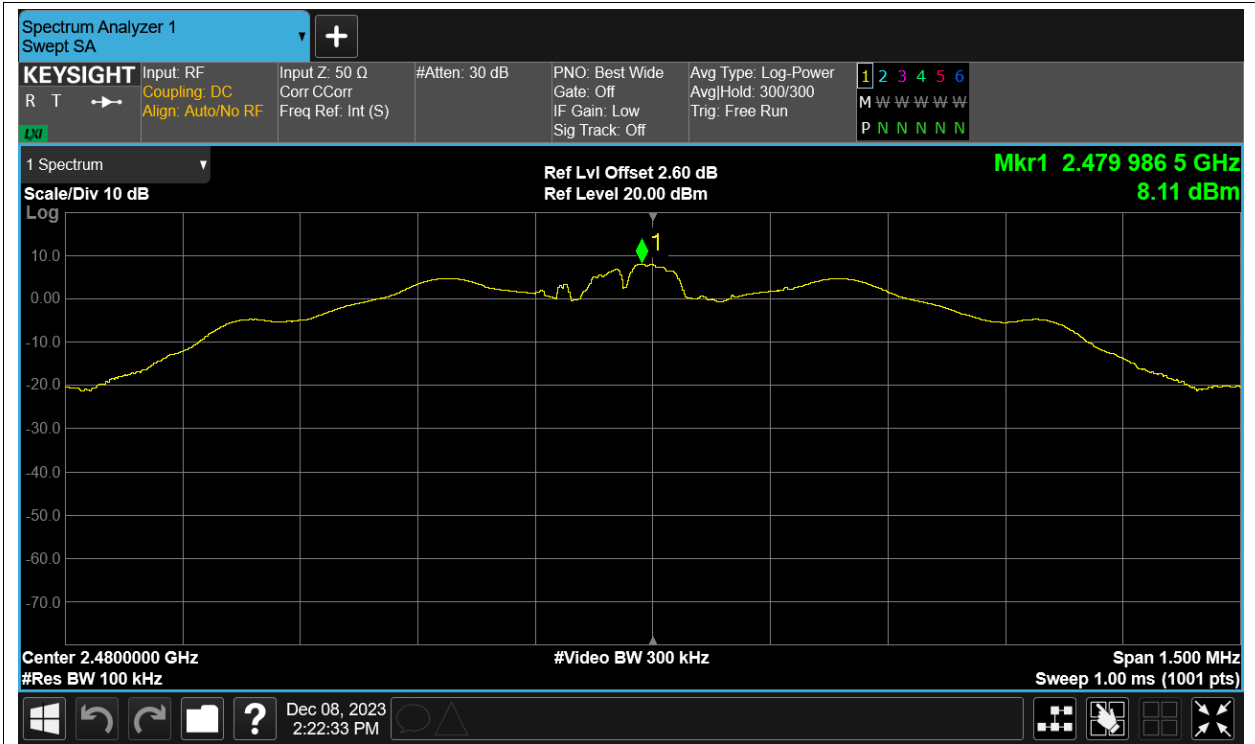 Spectrum Analyzer 1
Swept SA
+
KEYSIGHT
R T
LXI
Input: RF
Coupling: DC
Align: Auto/No RF
Input Z: 50 Ω
Corr CCorr
Freq Ref: Int (S)
#Atten: 30 dB
PNO: Best Wide
Gate: Off
IF Gain: Low
Sig Track: Off
Avg Type: Log-Power
Avg|Hold: 300/300
Trig: Free Run
1 2 3 4 5 6
M W W W W W
P N N N N N
1 Spectrum
Scale/Div 10 dB
Log
Ref Lvl Offset 2.60 dB
Ref Level 20.00 dBm
Mkr1 2.479 986 5 GHz
8.11 dBm
1
10.0
0.00
-10.0
-20.0
-30.0
-40.0
-50.0
-60.0
-70.0
Center 2.4800000 GHz
#Video BW 300 kHz
Span 1.500 MHz
#Res BW 100 kHz
Sweep 1.00 ms (1001 pts)
?
Dec 08, 2023
2:22:33 PM